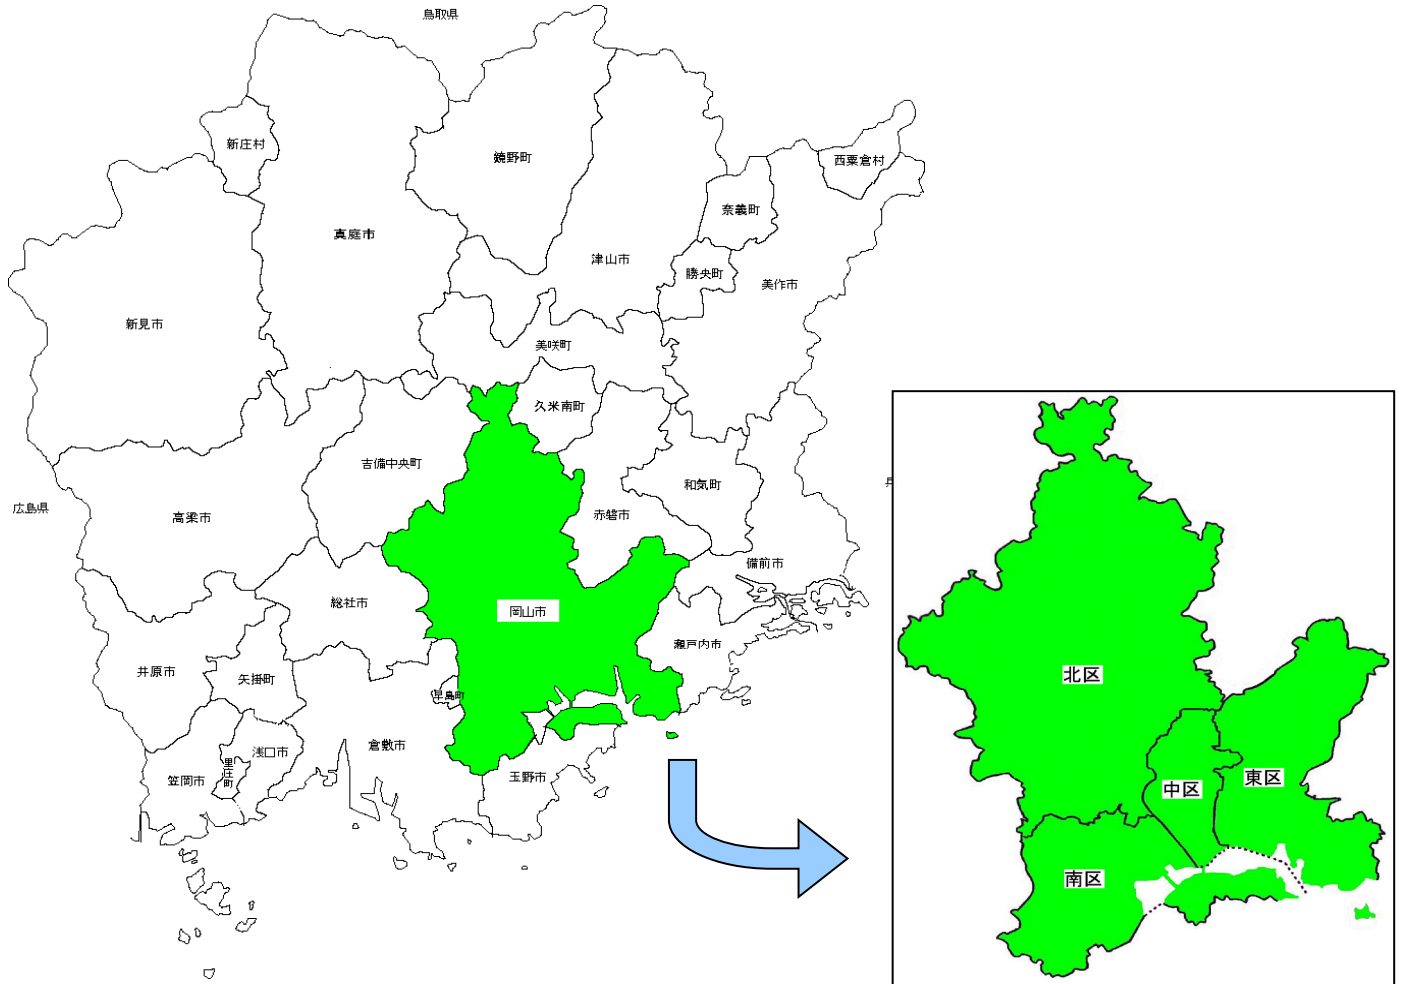 鳥取県
新庄村
鏡野町
西粟倉村
奈義町
真庭市
津山市
勝央町
美作市
新見市
美咲町
久米南町
吉備中央町
和気町
広島県
高梁市
赤磐市
備前市
総社市
岡山市
瀬戸内市
井原市
矢掛町
早島町
倉敷市
浅口市
里庄町
笠岡市
玉野市
北区
中区
東区
南区